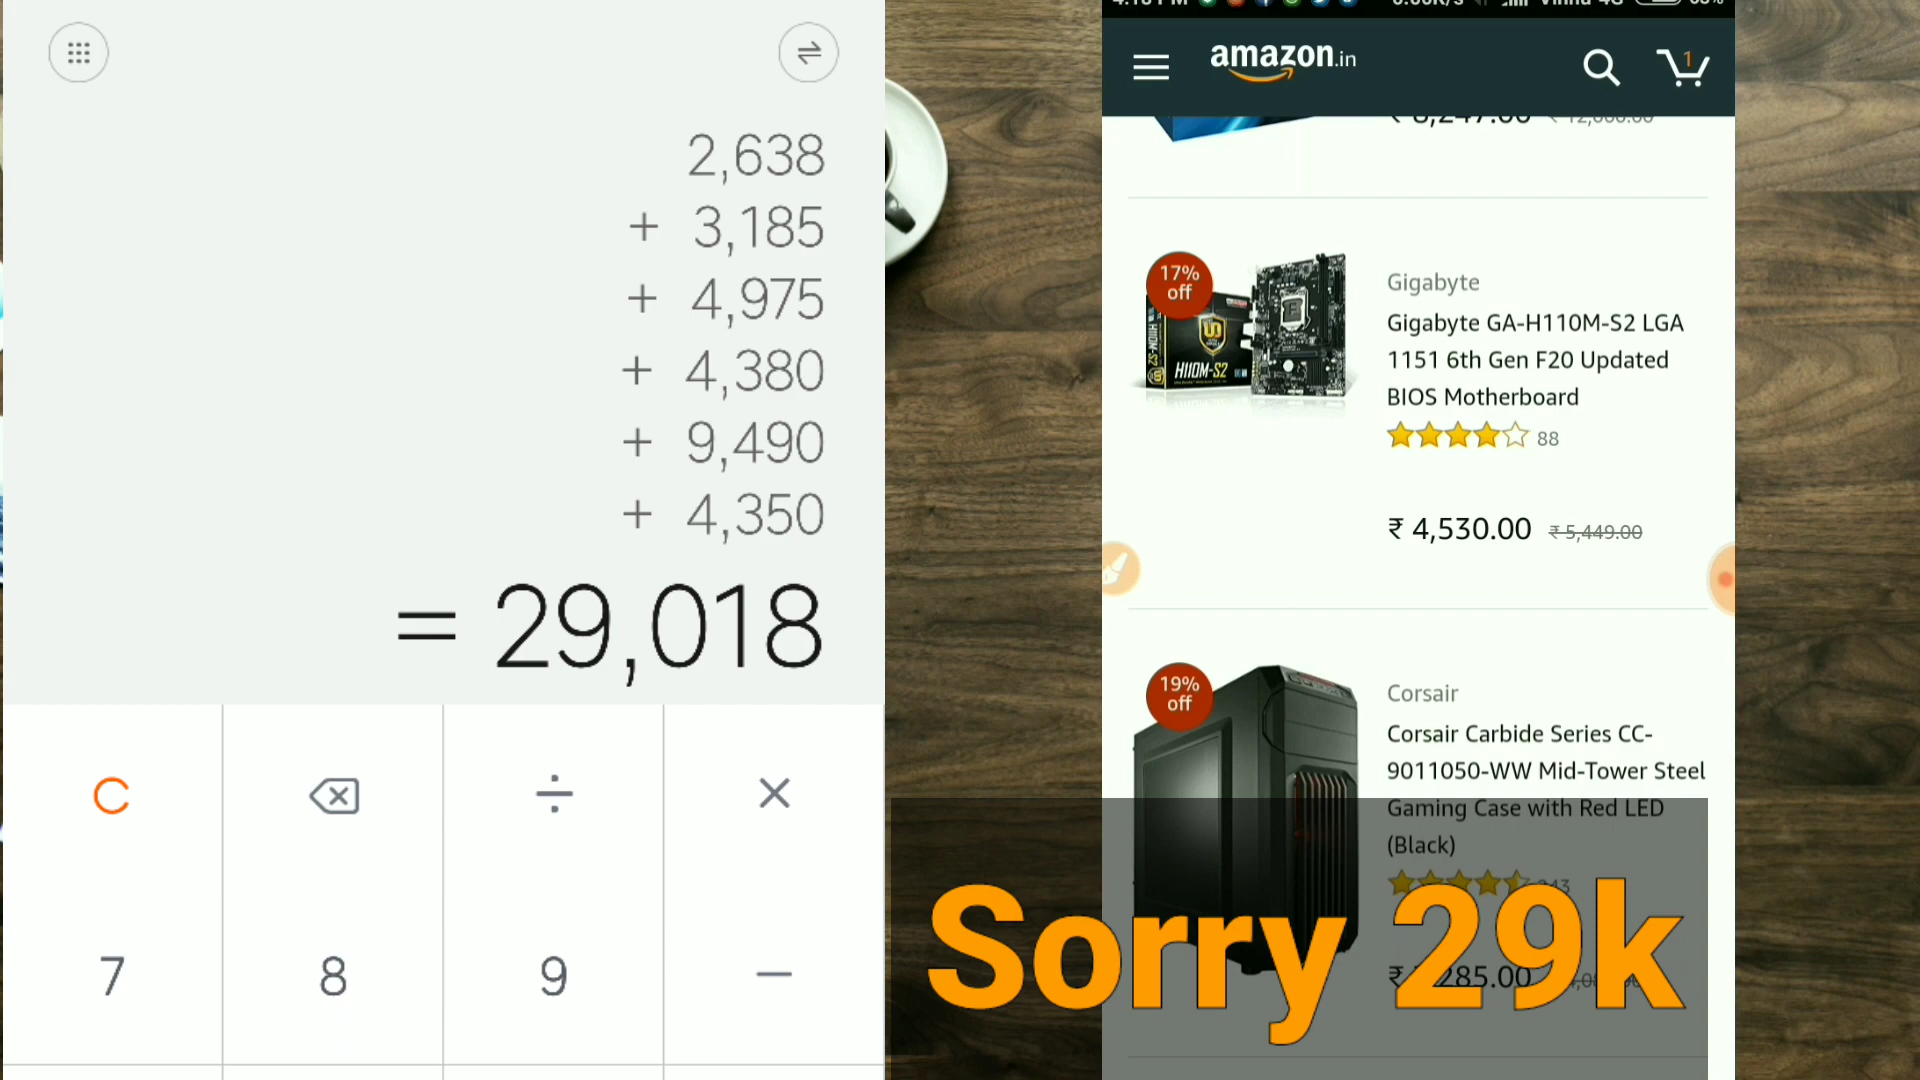 2,638
+ 3,185
+ 4,975
+ 4,380
+ 9,490
+ 4,350
= 29,018
C
÷ ×
7 8 9 −
amazon.in
1
17%
off
H110M-S2
Gigabyte
Gigabyte GA-H110M-S2 LGA
1151 6th Gen F20 Updated
BIOS Motherboard
88
₹ 4,530.00 ₹ 5,449.00
19%
off
Corsair
Corsair Carbide Series CC-
9011050-WW Mid-Tower Steel
Gaming Case with Red LED
(Black)
Sorry 29k